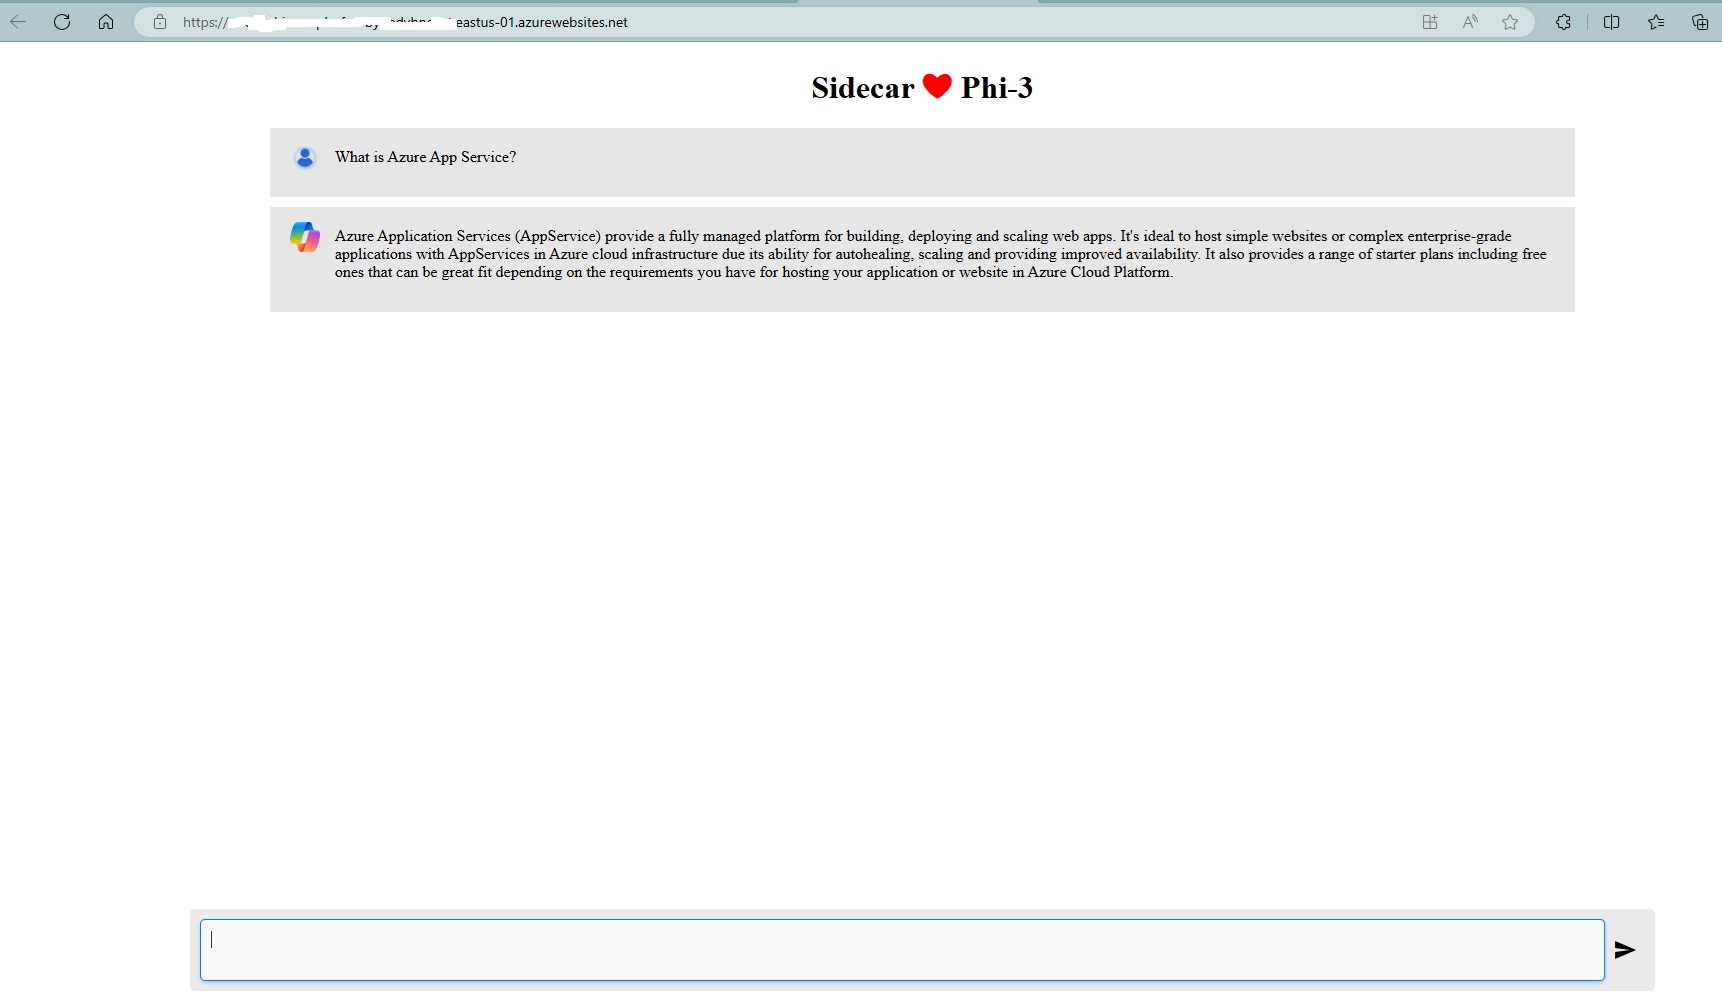 https://
eastus-01.azurewebsites.net
Sidecar ❤ Phi-3
What is Azure App Service?
Azure Application Services (AppService) provide a fully managed platform for building, deploying and scaling web apps. It's ideal to host simple websites or complex enterprise-grade
applications with AppServices in Azure cloud infrastructure due its ability for autohealing, scaling and providing improved availability. It also provides a range of starter plans including free
ones that can be great fit depending on the requirements you have for hosting your application or website in Azure Cloud Platform.